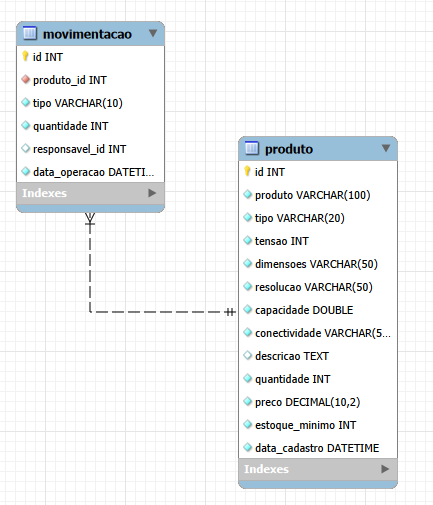 movimentacao
id INT
produto_id INT
tipo VARCHAR(10)
quantidade INT
responsavel_id INT
data_operacao DATETI...
Indexes
produto
id INT
produto VARCHAR(100)
tipo VARCHAR(20)
tensao INT
dimensoes VARCHAR(50)
resolucao VARCHAR(50)
capacidade DOUBLE
conectividade VARCHAR(5...
descricao TEXT
quantidade INT
preco DECIMAL(10,2)
estoque_minimo INT
data_cadastro DATETIME
Indexes